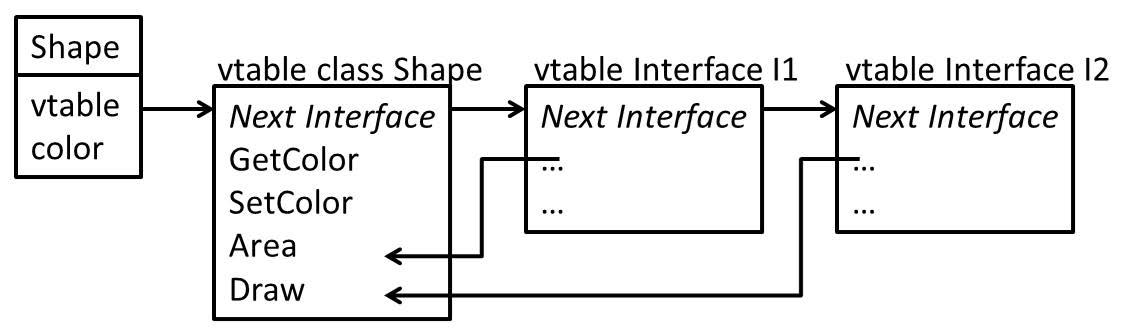 Shape
vtable
color
vtable class Shape
Next Interface
GetColor
SetColor
Area
Draw
vtable Interface I1
Next Interface
...
...
vtable Interface I2
Next Interface
...
...